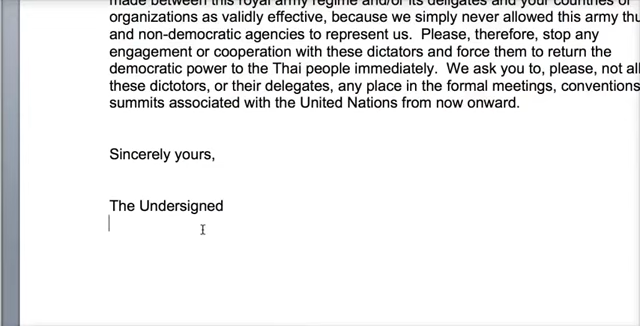 made between this royal army regime and/or its deligates and your countries or
organizations as validly effective, because we simply never allowed this army
and non-democratic agencies to represent us.  Please, therefore, stop any
engagement or cooperation with these dictators and force them to return the
democratic power to the Thai people immediately.  We ask you to, please, not
these dictotors, or their delegates, any place in the formal meetings, conventions
summits associated with the United Nations from now onward.
Sincerely yours,
The Undersigned